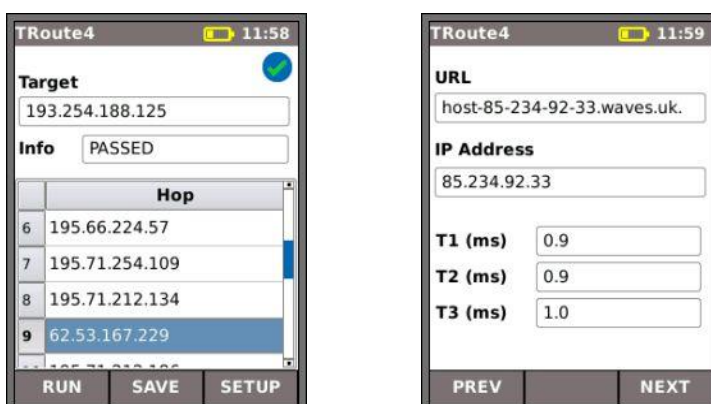 TRoute4 11:58
Target
193.254.188.125
Info PASSED
Hop
6 195.66.224.57
7 195.71.254.109
8 195.71.212.134
9 62.53.167.229
RUN SAVE SETUP
TRoute4 11:59
URL
host-85-234-92-33.waves.uk.
IP Address
85.234.92.33
T1 (ms) 0.9
T2 (ms) 0.9
T3 (ms) 1.0
PREV NEXT